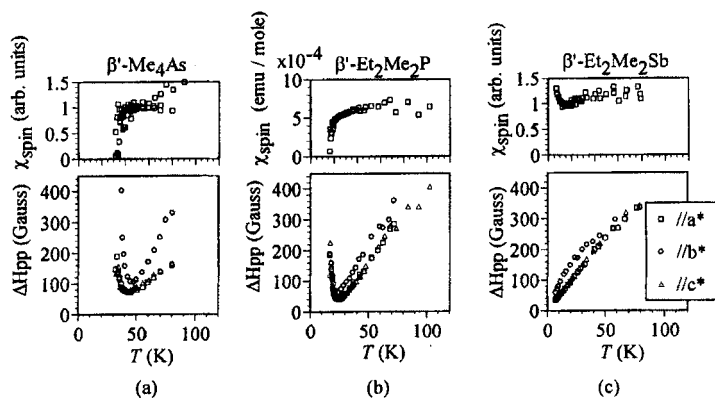 β'-Me4As
β'-Et2Me2P
β'-Et2Me2Sb
χspin (arb. units)
1.5
1
0.5
0
χspin (emu / mole)
x10-4
10
5
0
χspin (arb. units)
1.5
1
0.5
0
ΔHpp (Gauss)
400
300
200
100
0
0 50 100
T (K)
ΔHpp (Gauss)
400
300
200
100
0
0 50 100
T (K)
ΔHpp (Gauss)
400
300
200
100
0
0 50 100
T (K)
//a*
//b*
//c*
(a)
(b)
(c)